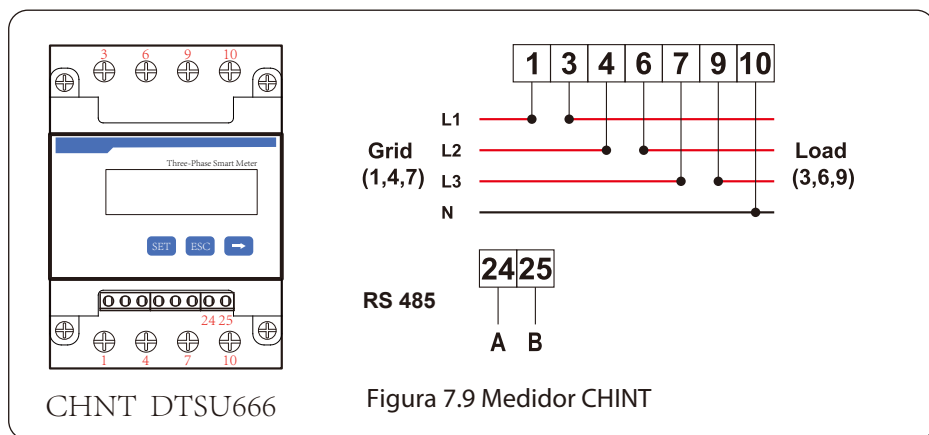 3 6 9 10
Three-Phase Smart Meter
SET ESC
24 25
1 4 7 10
CHNT DTSU666
1 3 4 6 7 9 10
L1
L2
L3
N
Grid
(1,4,7)
Load
(3,6,9)
24 25
RS 485
A B
Figura 7.9 Medidor CHINT